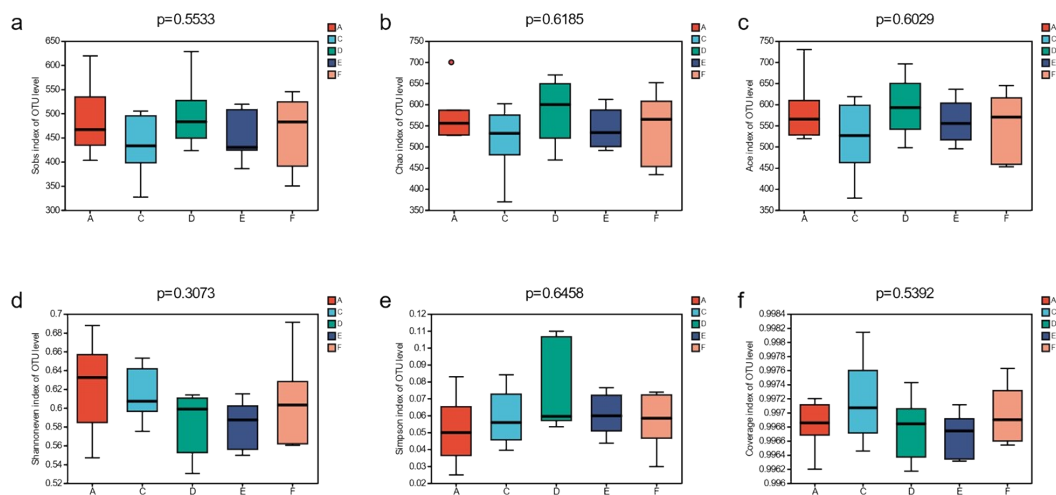 a
p=0.5533
A
C
D
E
F
Sobs index of OTU level
650
600
550
500
450
400
350
300
A C D E F
b
p=0.6185
A
C
D
E
F
Chao index of OTU level
750
700
650
600
550
500
450
400
350
A C D E F
c
p=0.6029
A
C
D
E
F
Ace index of OTU level
750
700
650
600
550
500
450
400
350
A C D E F
d
p=0.3073
A
C
D
E
F
Shannoneven index of OTU level
0.7
0.68
0.66
0.64
0.62
0.6
0.58
0.56
0.54
0.52
A C D E F
e
p=0.6458
A
C
D
E
F
Simpson index of OTU level
0.12
0.11
0.1
0.09
0.08
0.07
0.06
0.05
0.04
0.03
0.02
A C D E F
f
p=0.5392
A
C
D
E
F
Coverage index of OTU level
0.9984
0.9982
0.998
0.9978
0.9976
0.9974
0.9972
0.997
0.9968
0.9966
0.9964
0.9962
0.996
A C D E F